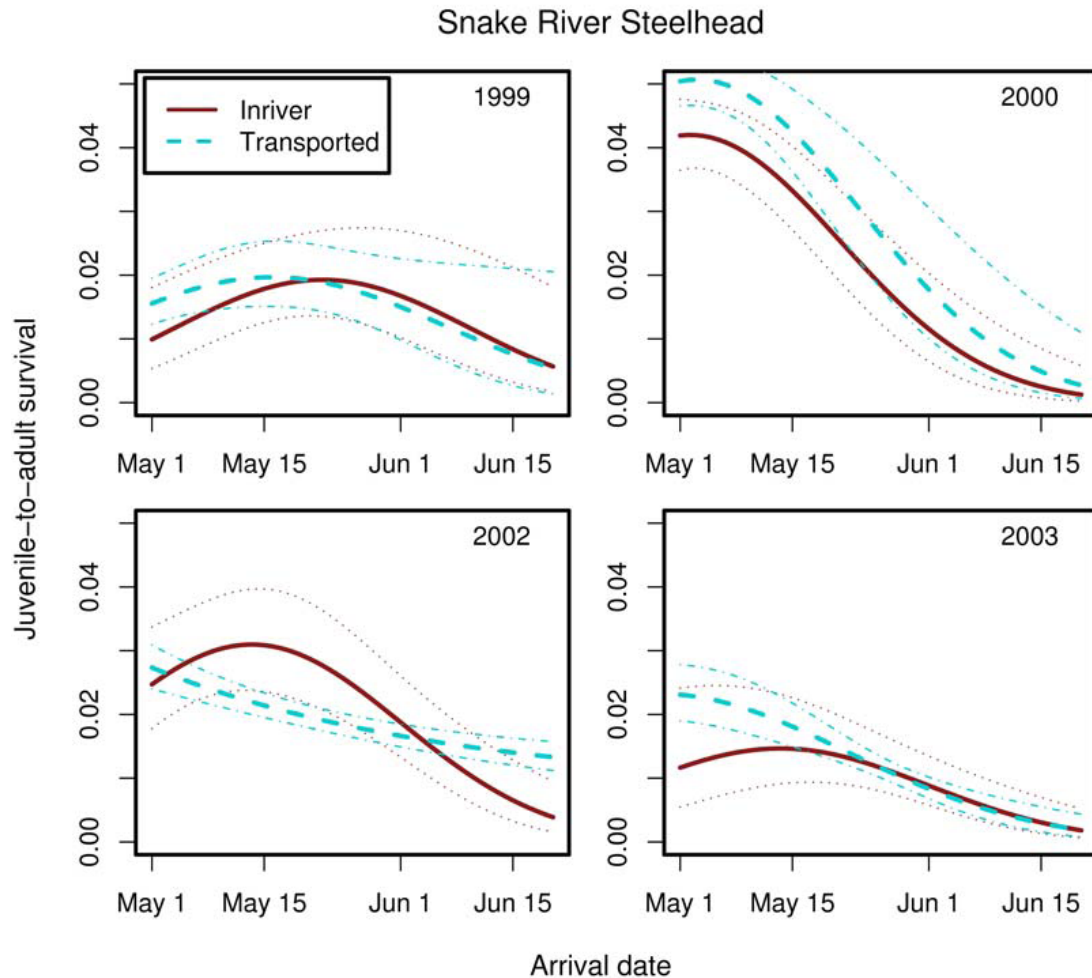 Snake River Steelhead
Juvenile−to−adult survival
Inriver
Transported
1999
0.04
0.02
0.00
May 1 May 15 Jun 1 Jun 15
2000
0.04
0.02
0.00
May 1 May 15 Jun 1 Jun 15
2002
0.04
0.02
0.00
May 1 May 15 Jun 1 Jun 15
2003
0.04
0.02
0.00
May 1 May 15 Jun 1 Jun 15
Arrival date